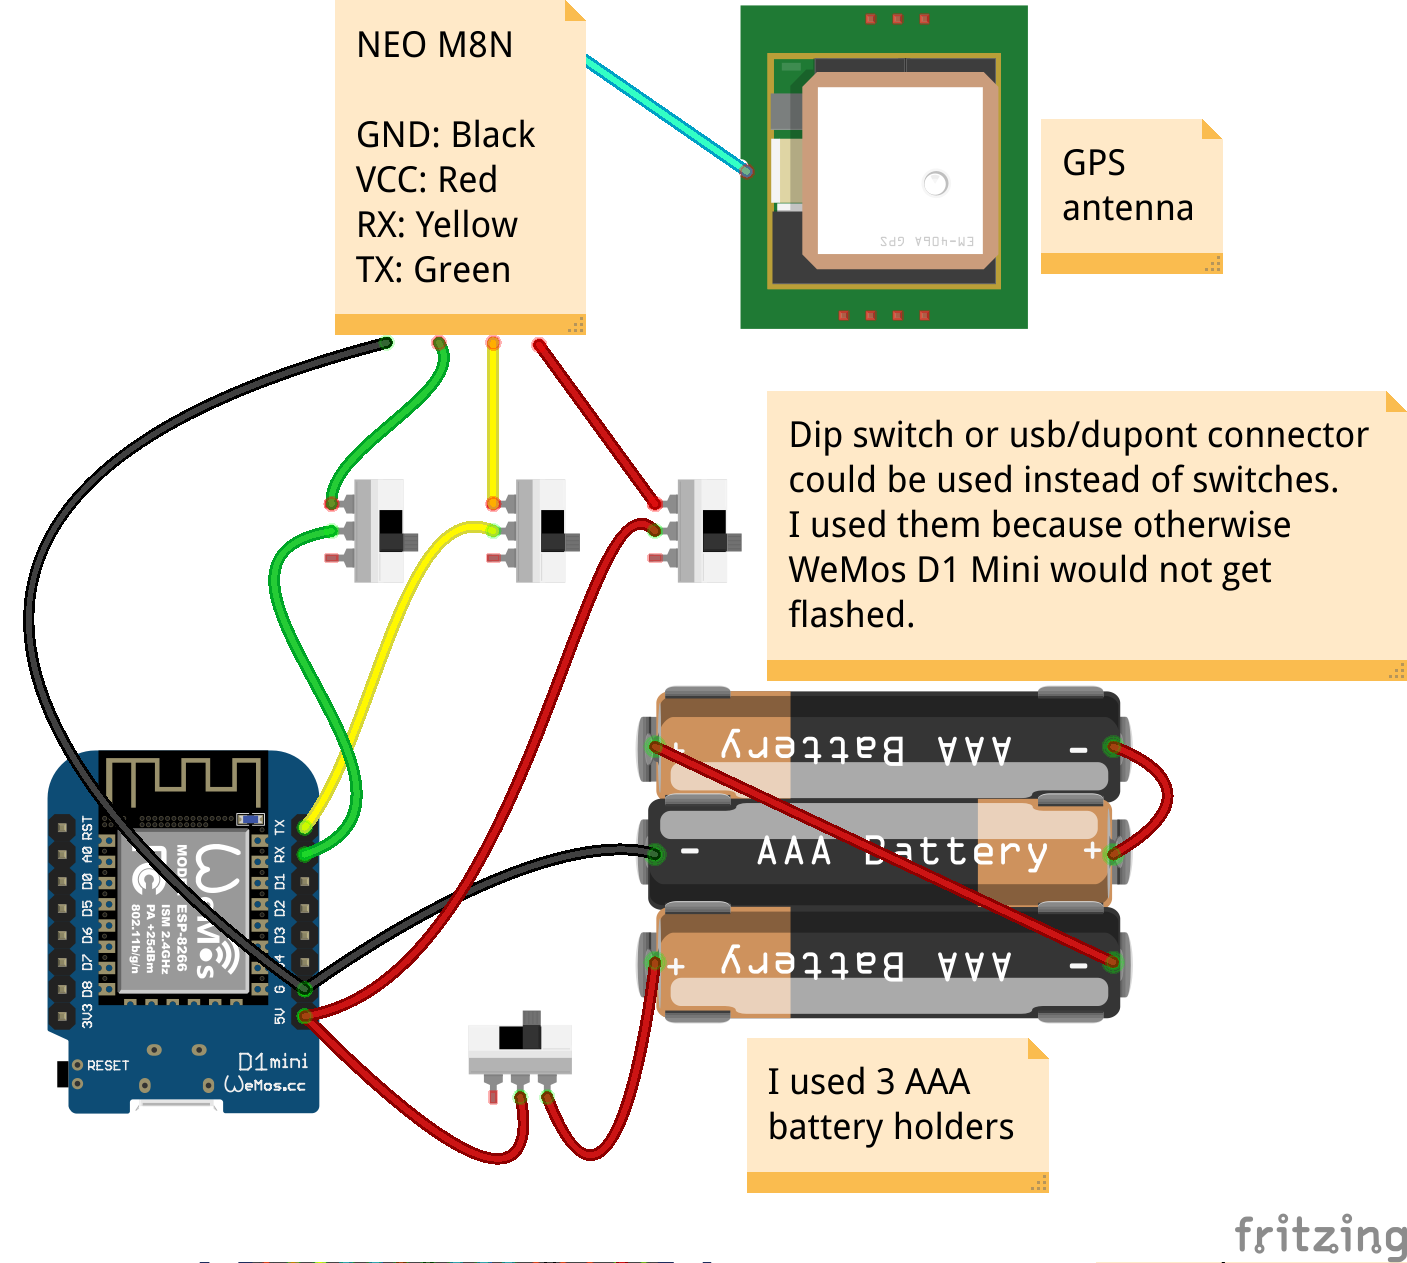 NEO M8N
GND: Black
VCC: Red
RX: Yellow
TX: Green
EM-406A GPS
GPS
antenna
Dip switch or usb/dupont connector
could be used instead of switches.
I used them because otherwise
WeMos D1 Mini would not get
flashed.
+ AAA Battery -
- AAA Battery +
+ AAA Battery -
RST
A0
D0
D5
D6
D7
D8
3V3
TX
RX
D1
D2
D3
G
5V
WeMos
ESP-8266
ISM 2.4GHz
PA +25dBm
802.11b/g/n
RESET
D1mini
WeMos.cc
I used 3 AAA
battery holders
fritzing